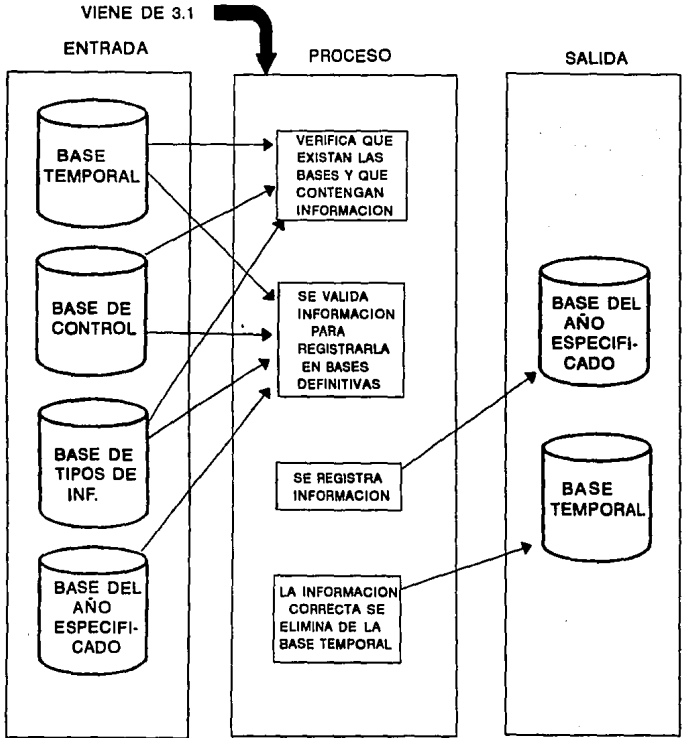 VIENE DE 3.1
ENTRADA
BASE
TEMPORAL
BASE DE
CONTROL
BASE DE
TIPOS DE
INF.
BASE DEL
AÑO
ESPECIFI-
CADO
PROCESO
VERIFICA QUE
EXISTAN LAS
BASES Y QUE
CONTENGAN
INFORMACION
SE VALIDA
INFORMACION
PARA
REGISTRARLA
EN BASES
DEFINITIVAS
SE REGISTRA
INFORMACION
LA INFORMACION
CORRECTA SE
ELIMINA DE LA
BASE TEMPORAL
SALIDA
BASE DEL
AÑO
ESPECIFI-
CADO
BASE
TEMPORAL